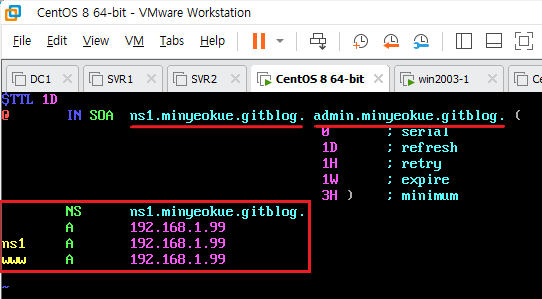 CentOS 8 64-bit - VMware Workstation
File Edit View VM Tabs Help
DC1 SVR1 SVR2 CentOS 8 64-bit win2003-1 Ce
$TTL 1D
@ IN SOA ns1.minyeokue.gitblog. admin.minyeokue.gitblog. (
0 ; serial
1D ; refresh
1H ; retry
1W ; expire
3H ) ; minimum
NS ns1.minyeokue.gitblog.
A 192.168.1.99
ns1 A 192.168.1.99
www A 192.168.1.99
~